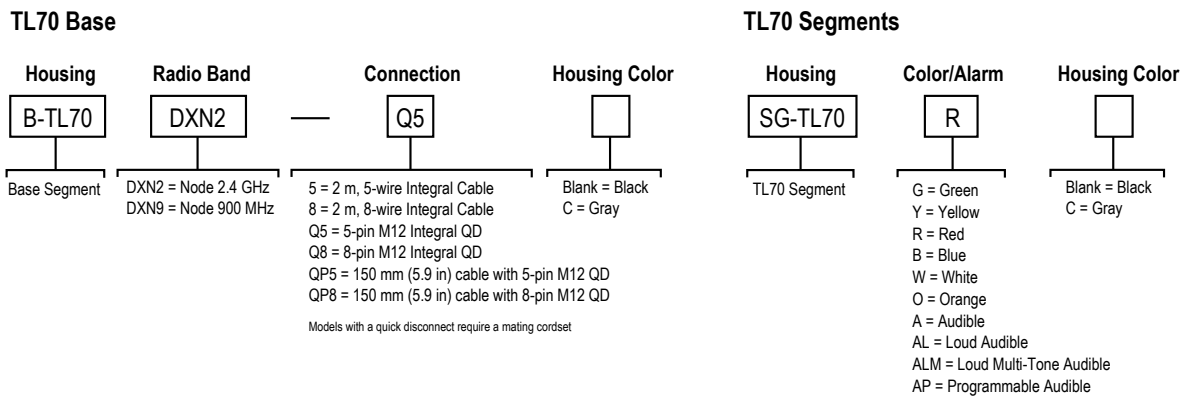 TL70 Base
Housing
Radio Band
Connection
Housing Color
B-TL70
DXN2
—
Q5
Base Segment
DXN2 = Node 2.4 GHz
DXN9 = Node 900 MHz
5 = 2 m, 5-wire Integral Cable
8 = 2 m, 8-wire Integral Cable
Q5 = 5-pin M12 Integral QD
Q8 = 8-pin M12 Integral QD
QP5 = 150 mm (5.9 in) cable with 5-pin M12 QD
QP8 = 150 mm (5.9 in) cable with 8-pin M12 QD
Models with a quick disconnect require a mating cordset
Blank = Black
C = Gray
TL70 Segments
Housing
Color/Alarm
Housing Color
SG-TL70
R
TL70 Segment
G = Green
Y = Yellow
R = Red
B = Blue
W = White
O = Orange
A = Audible
AL = Loud Audible
ALM = Loud Multi-Tone Audible
AP = Programmable Audible
Blank = Black
C = Gray